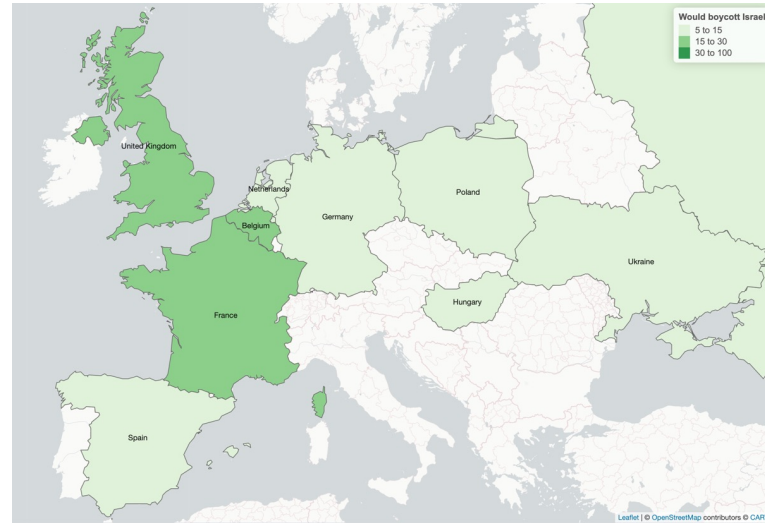 Would boycott Israel
5 to 15
15 to 30
30 to 100
United Kingdom
Netherlands
Poland
Germany
Belgium
Ukraine
Hungary
France
Spain
Leaflet | © OpenStreetMap contributors © CAR